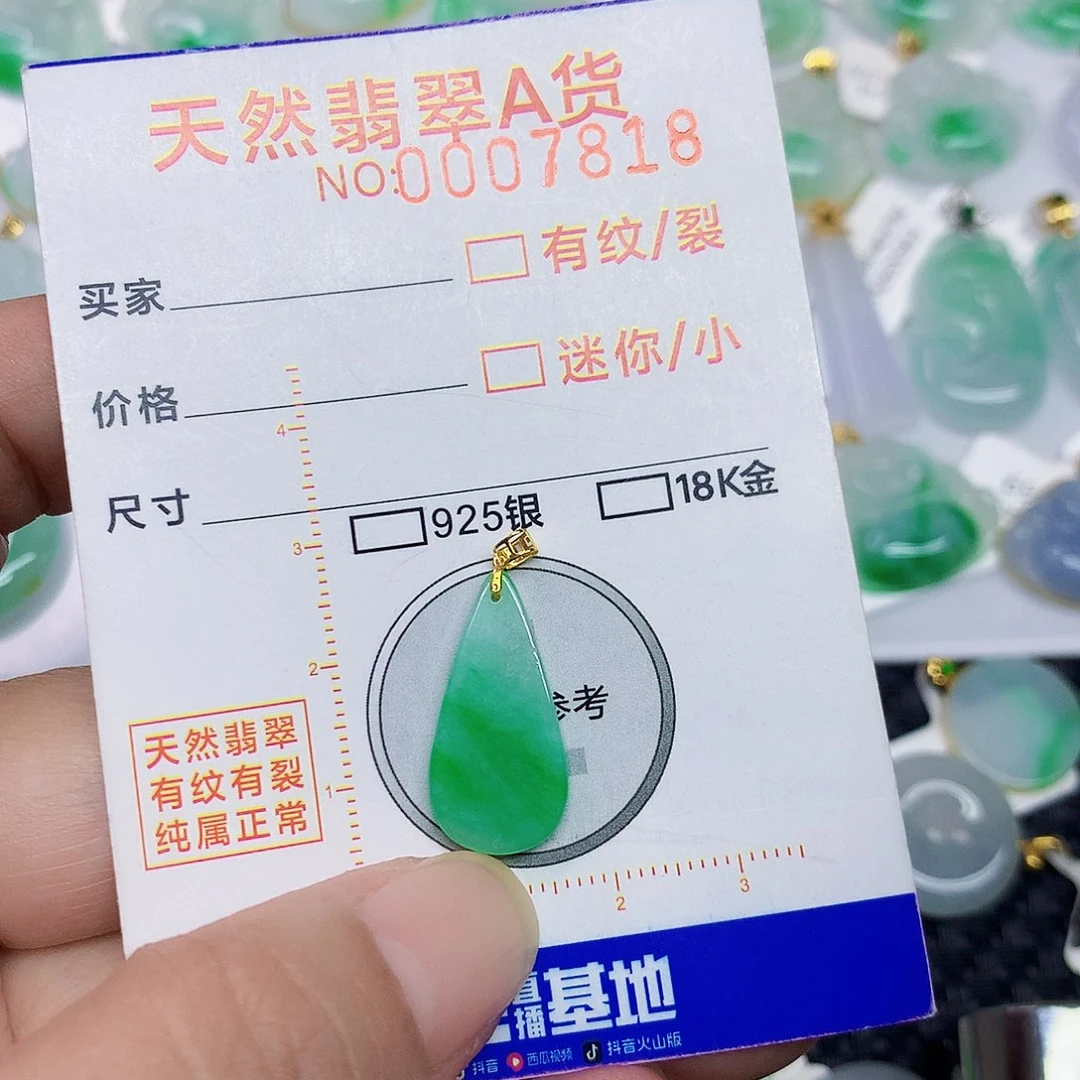 天然翡翠A货
NO:0007818
买家
有纹/裂
价格
迷你/小
尺寸
925银
18K金
4
3
2
1
参考
天然翡翠
有纹有裂
纯属正常
2
3
直
播
基地
抖音
西瓜视频
抖音火山版